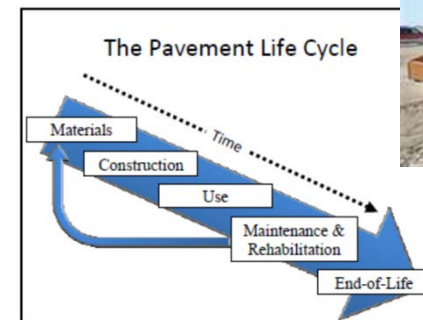 The Pavement Life Cycle
Time
Materials
Construction
Use
Maintenance &
Rehabilitation
End-of-Life